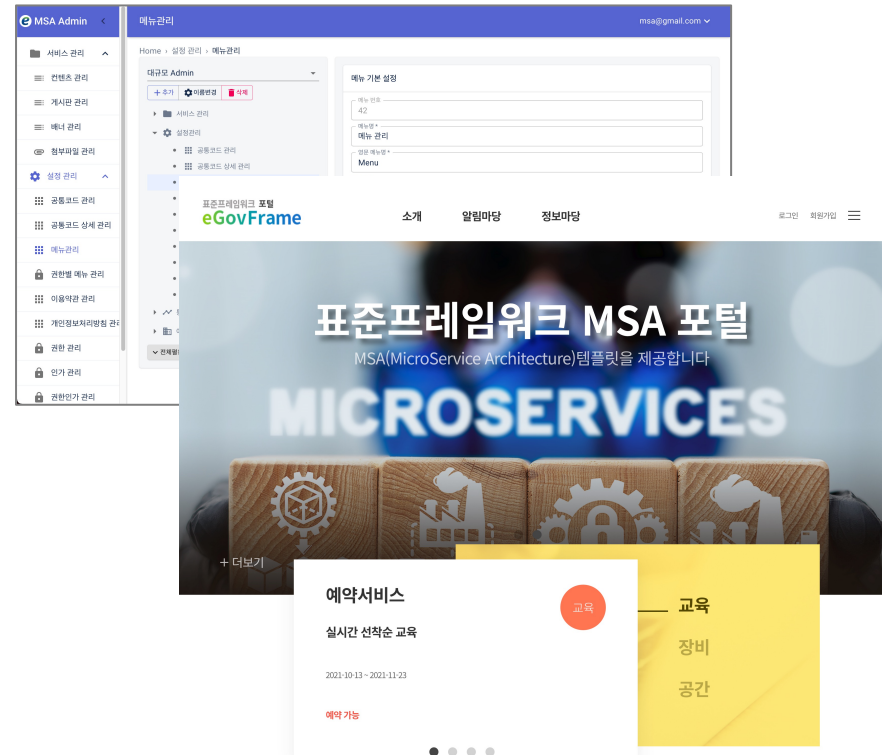 MSA Admin
메뉴관리
msa@gmail.com
서비스 관리
컨텐츠 관리
게시판 관리
배너 관리
첨부파일 관리
설정 관리
공통코드 관리
공통코드 상세 관리
메뉴관리
권한별 메뉴 관리
이용약관 관리
개인정보처리방침 관리
권한 관리
인가 관리
권한인가 관리
Home › 설정 관리 › 메뉴관리
대규모 Admin
+ 추가
이름변경
삭제
서비스 관리
설정관리
공통코드 관리
공통코드 상세 관리
메뉴 기본 설정
메뉴 번호
42
메뉴명 *
메뉴 관리
영문 메뉴명 *
Menu
표준프레임워크 포털
eGovFrame
소개
알림마당
정보마당
로그인
회원가입
표준프레임워크 MSA 포털
MSA(MicroService Architecture)템플릿을 제공합니다
MICROSERVICES
+ 더보기
예약서비스
교육
실시간 선착순 교육
2021-10-13 ~ 2021-11-23
예약 가능
교육
장비
공간